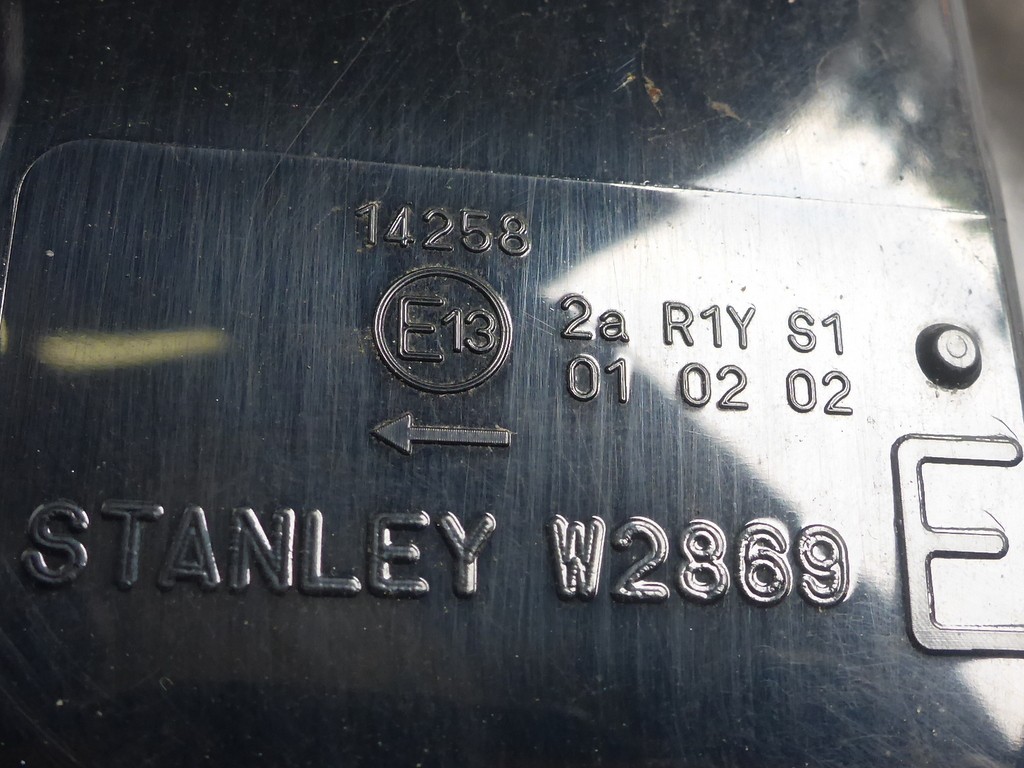 14258
E13
2a R1Y S1
01 02 02
STANLEY W2869
E